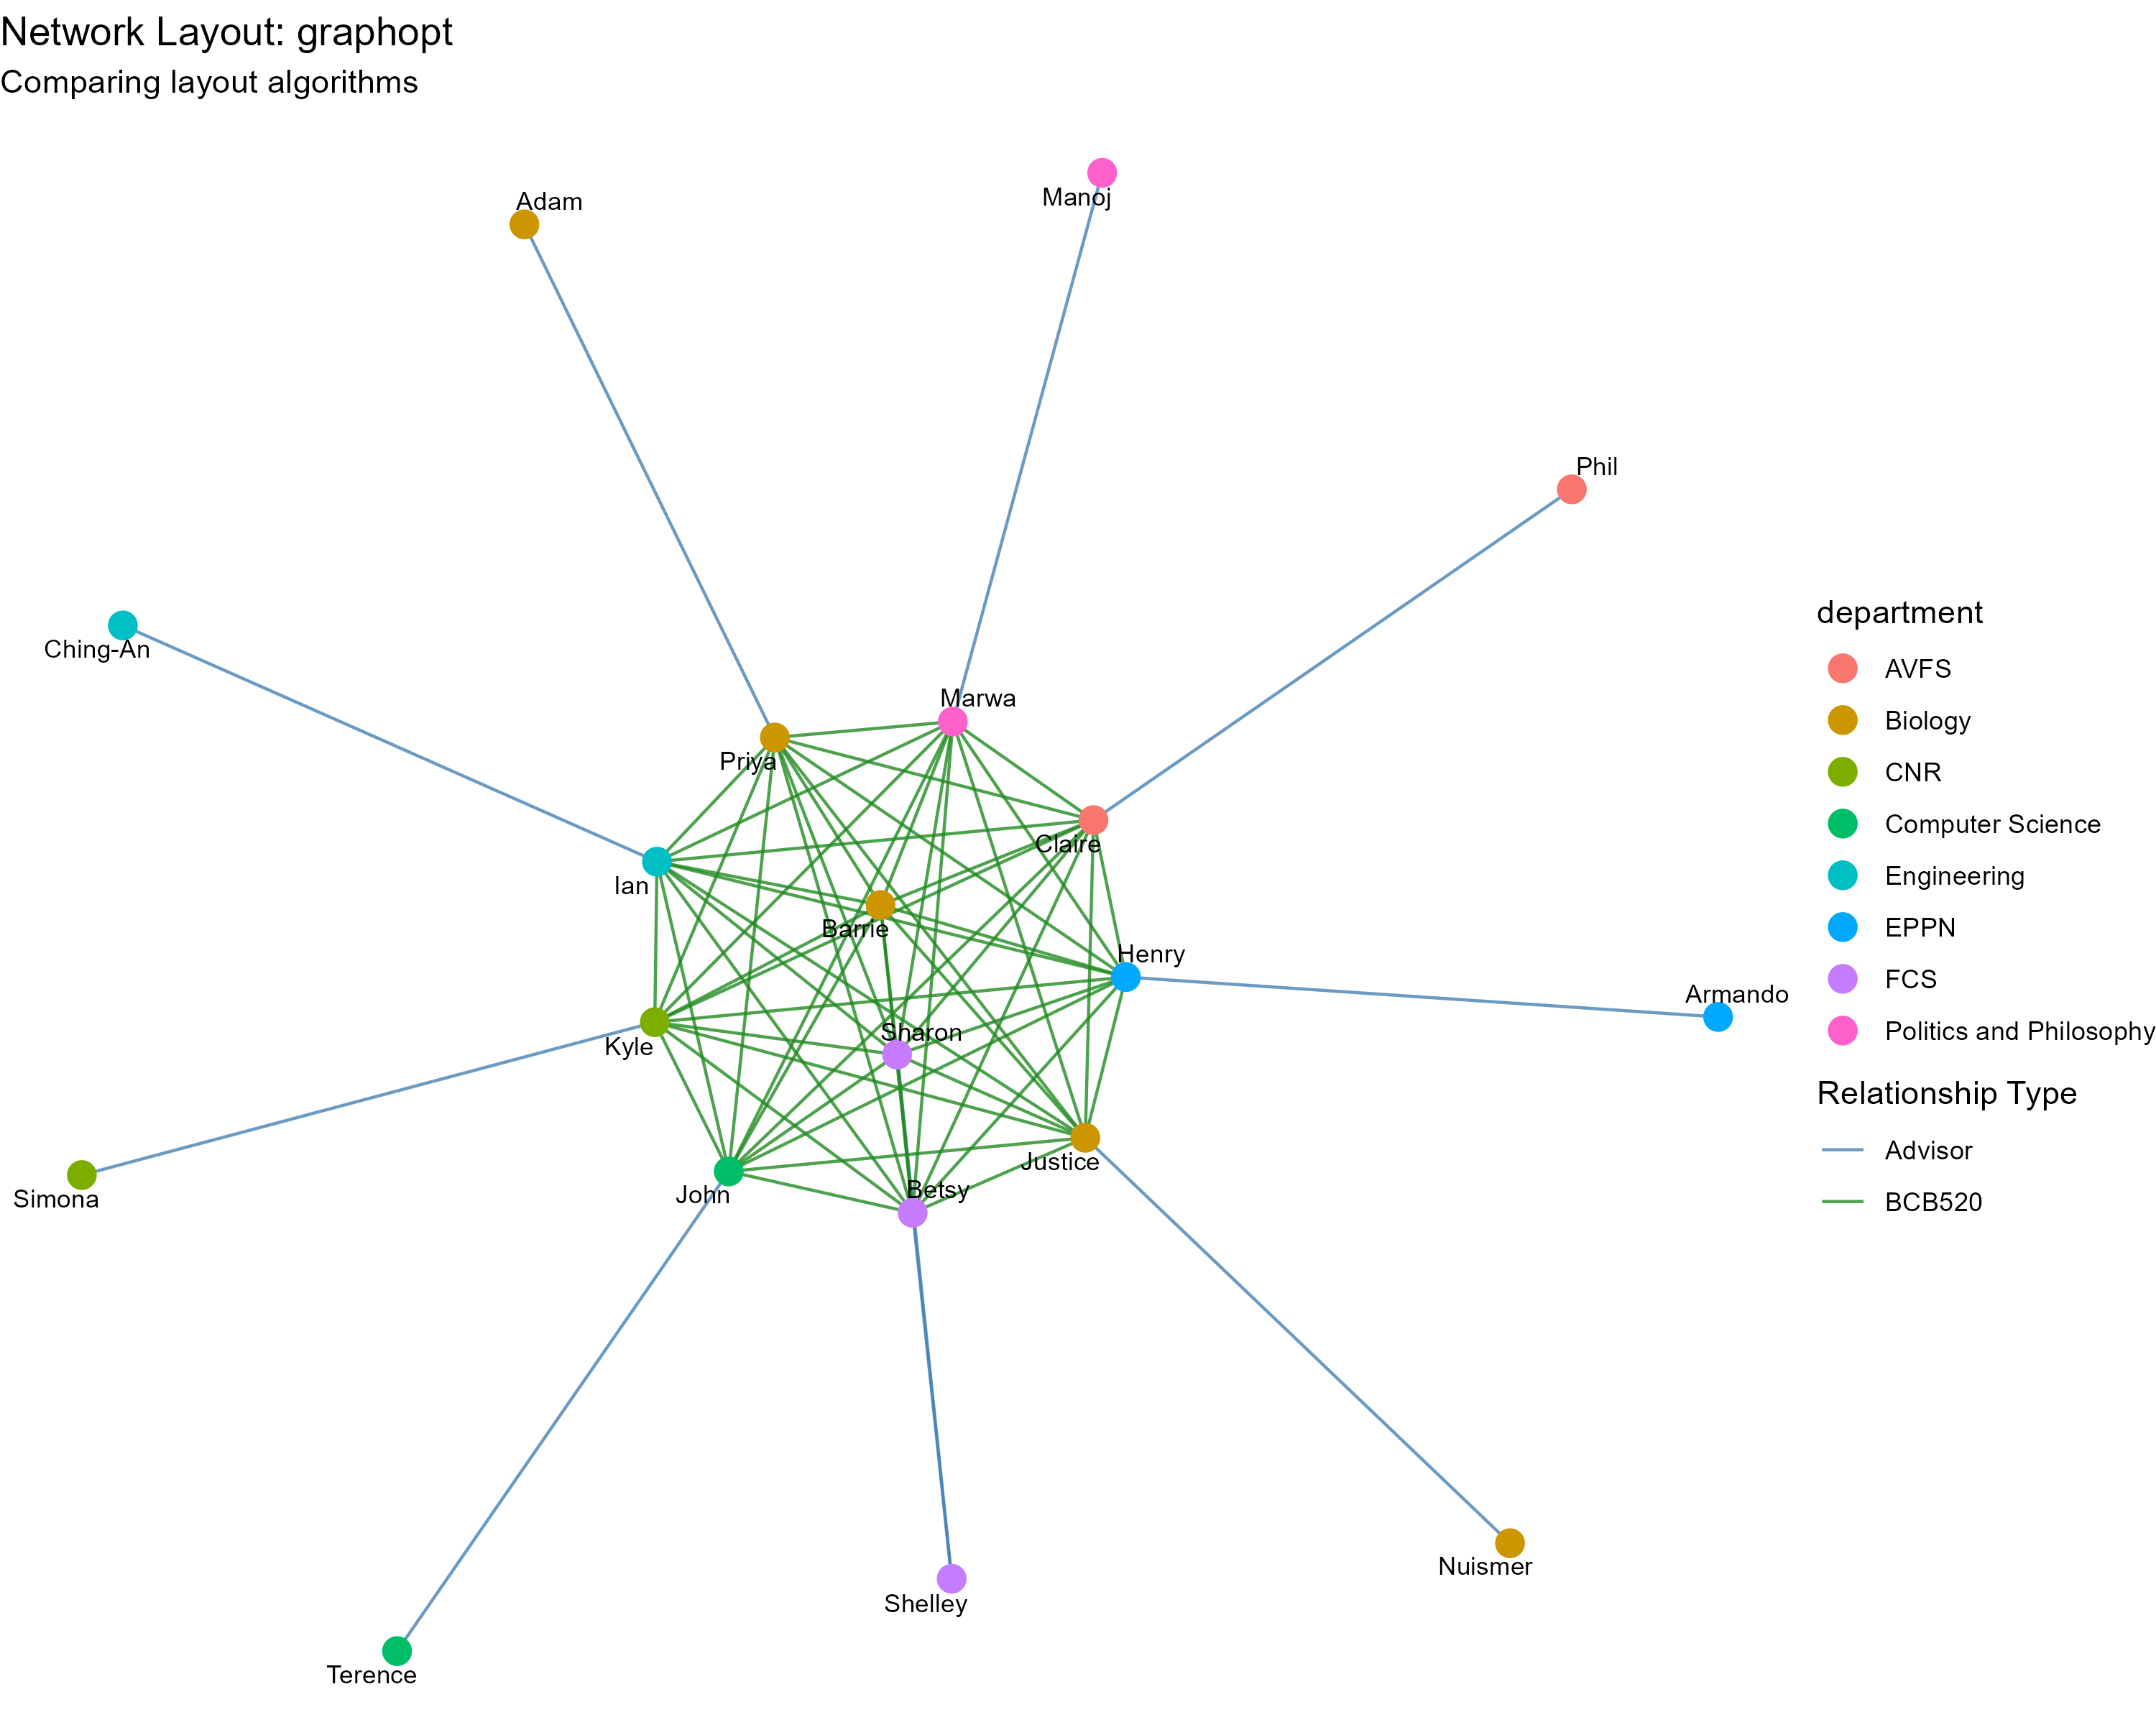 Network Layout: graphopt
Comparing layout algorithms
Manoj
Adam
Phil
Ching-An
Marwa
Priya
Claire
Ian
Barrie
Henry
Armando
Sharon
Kyle
Justice
Betsy
John
Simona
Nuismer
Shelley
Terence
department
AVFS
Biology
CNR
Computer Science
Engineering
EPPN
FCS
Politics and Philosophy
Relationship Type
Advisor
BCB520